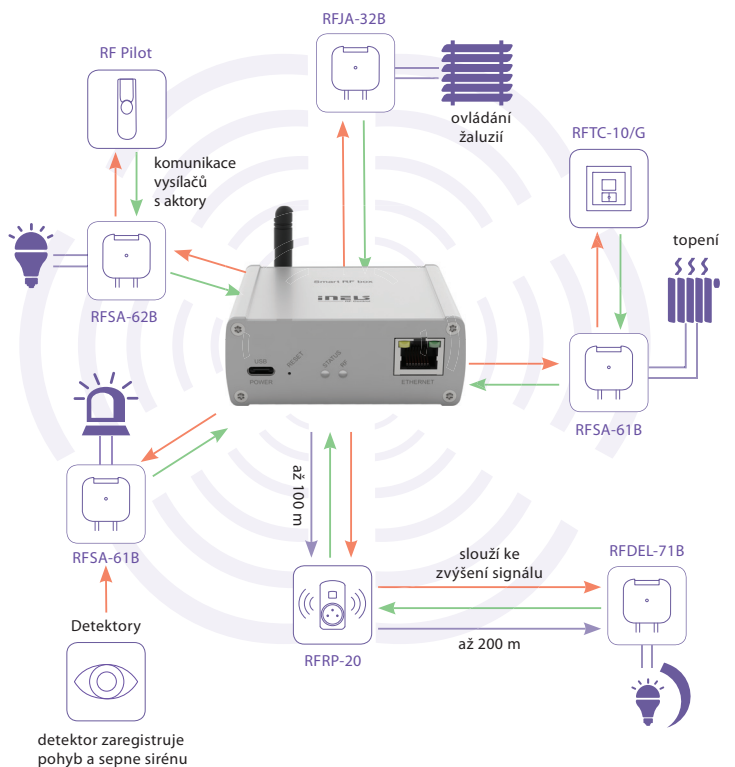 RFJA-32B
RF Pilot
ovládání
žaluzií
RFTC-10/G
komunikace
vysílačů
s aktory
topení
RFSA-62B
Smart RF box
iNELS
USB
POWER
RESET
STATUS
RF
ETHERNET
RFSA-61B
až 100 m
RFSA-61B
slouží ke
zvýšení signálu
RFDEL-71B
Detektory
až 200 m
RFRP-20
detektor zaregistruje
pohyb a sepne sirénu